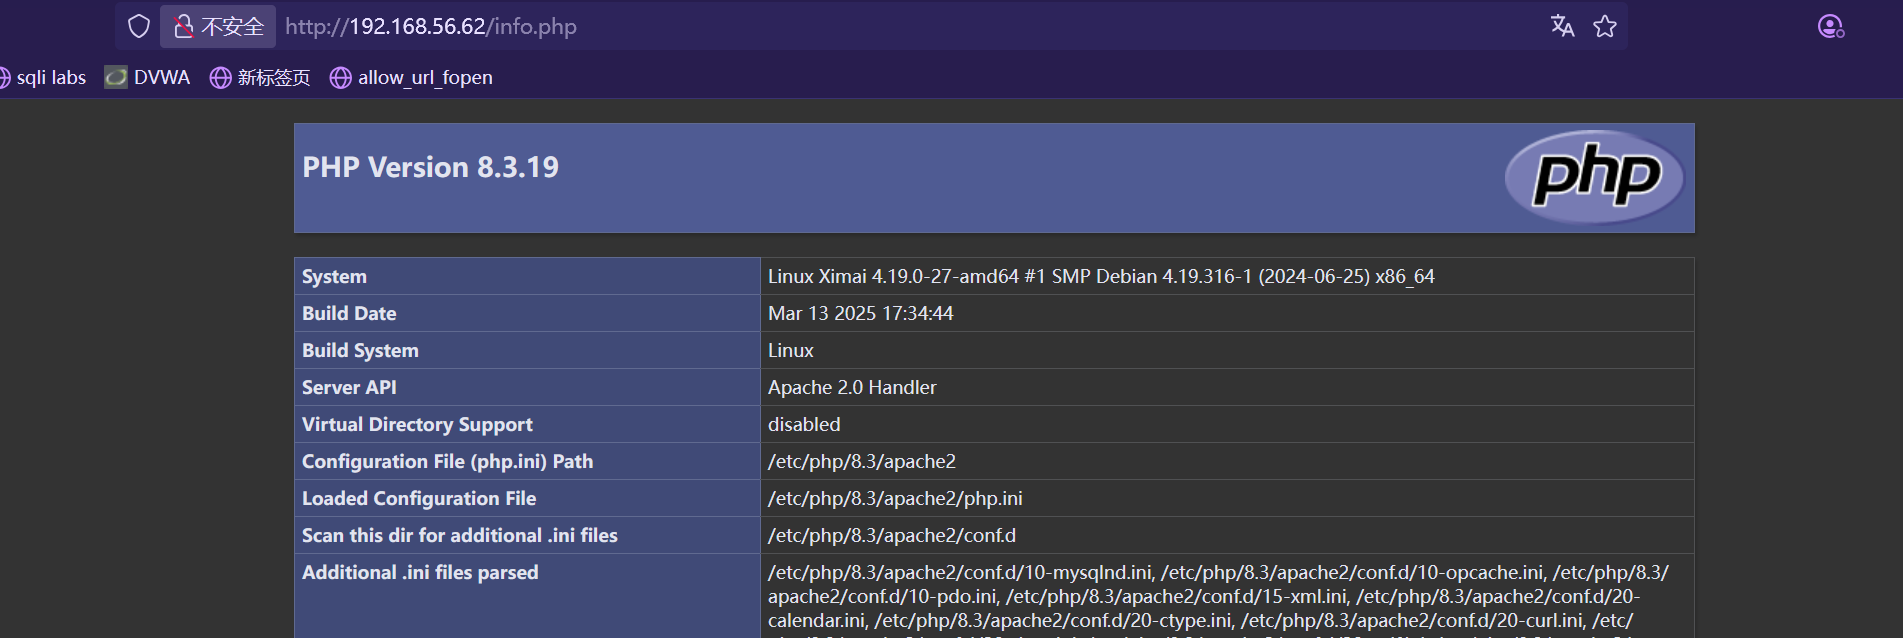 不安全 http://192.168.56.62/info.php
sqli labs DVWA 新标签页 allow_url_fopen
PHP Version 8.3.19
php
System Linux Ximai 4.19.0-27-amd64 #1 SMP Debian 4.19.316-1 (2024-06-25) x86_64
Build Date Mar 13 2025 17:34:44
Build System Linux
Server API Apache 2.0 Handler
Virtual Directory Support disabled
Configuration File (php.ini) Path /etc/php/8.3/apache2
Loaded Configuration File /etc/php/8.3/apache2/php.ini
Scan this dir for additional .ini files /etc/php/8.3/apache2/conf.d
Additional .ini files parsed /etc/php/8.3/apache2/conf.d/10-mysqlnd.ini, /etc/php/8.3/apache2/conf.d/10-opcache.ini, /etc/php/8.3/
apache2/conf.d/10-pdo.ini, /etc/php/8.3/apache2/conf.d/15-xml.ini, /etc/php/8.3/apache2/conf.d/20-
calendar.ini, /etc/php/8.3/apache2/conf.d/20-ctype.ini, /etc/php/8.3/apache2/conf.d/20-curl.ini, /etc/